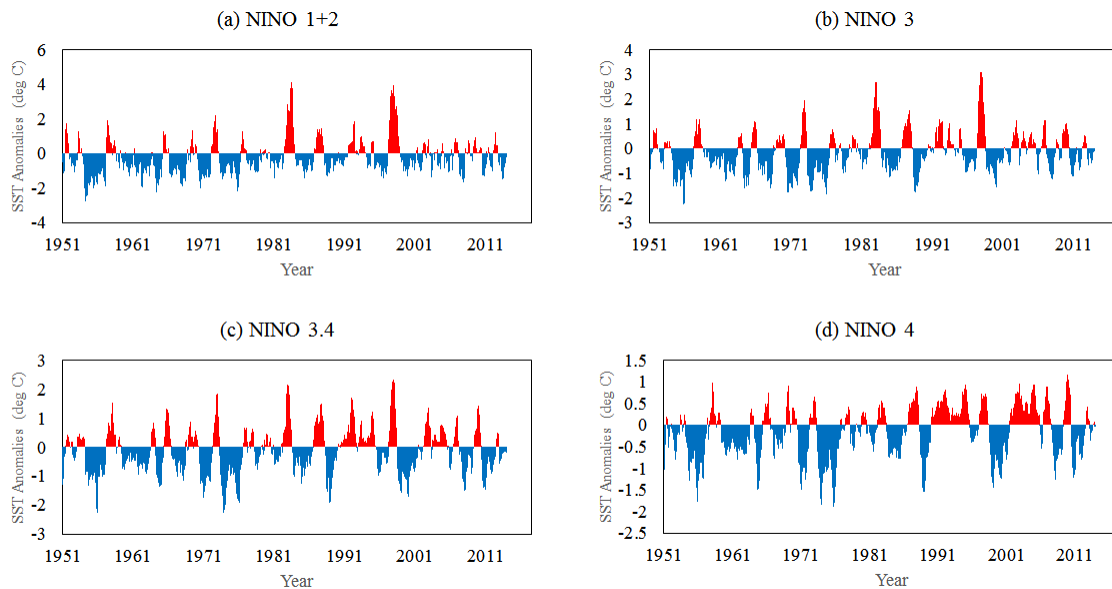 (a) NINO 1+2
SST Anomalies (deg C)
6
4
2
0
-2
-4
1951 1961 1971 1981 1991 2001 2011
Year
(b) NINO 3
SST Anomalies (deg C)
4
3
2
1
0
-1
-2
-3
1951 1961 1971 1981 1991 2001 2011
Year
(c) NINO 3.4
SST Anomalies (deg C)
3
2
1
0
-1
-2
-3
1951 1961 1971 1981 1991 2001 2011
Year
(d) NINO 4
SST Anomalies (deg C)
1.5
1
0.5
0
-0.5
-1
-1.5
-2
-2.5
1951 1961 1971 1981 1991 2001 2011
Year